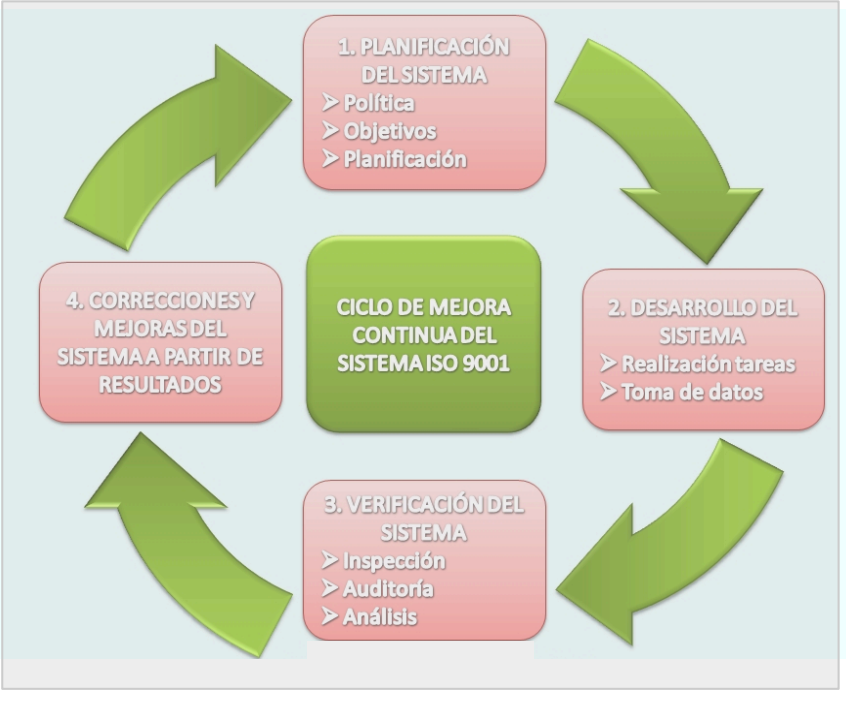 1. PLANIFICACIÓN
DEL SISTEMA
➤ Política
➤ Objetivos
➤ Planificación
2. DESARROLLO DEL
SISTEMA
➤ Realización tareas
➤ Toma de datos
3. VERIFICACIÓN DEL
SISTEMA
➤ Inspección
➤ Auditoría
➤ Análisis
4. CORRECCIONES Y
MEJORAS DEL
SISTEMA A PARTIR DE
RESULTADOS
CICLO DE MEJORA
CONTINUA DEL
SISTEMA ISO 9001